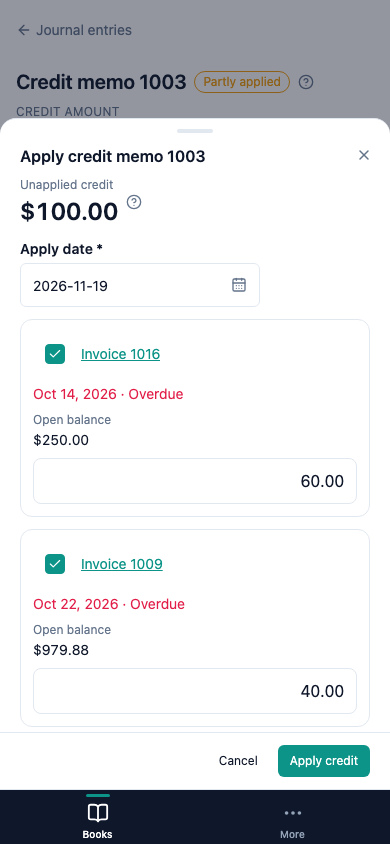 Journal entries
Credit memo 1003 Partly applied
CREDIT AMOUNT
Apply credit memo 1003
Unapplied credit
$100.00
Apply date *
2026-11-19
Invoice 1016
Oct 14, 2026 · Overdue
Open balance
$250.00
60.00
Invoice 1009
Oct 22, 2026 · Overdue
Open balance
$979.88
40.00
Cancel Apply credit
Books More